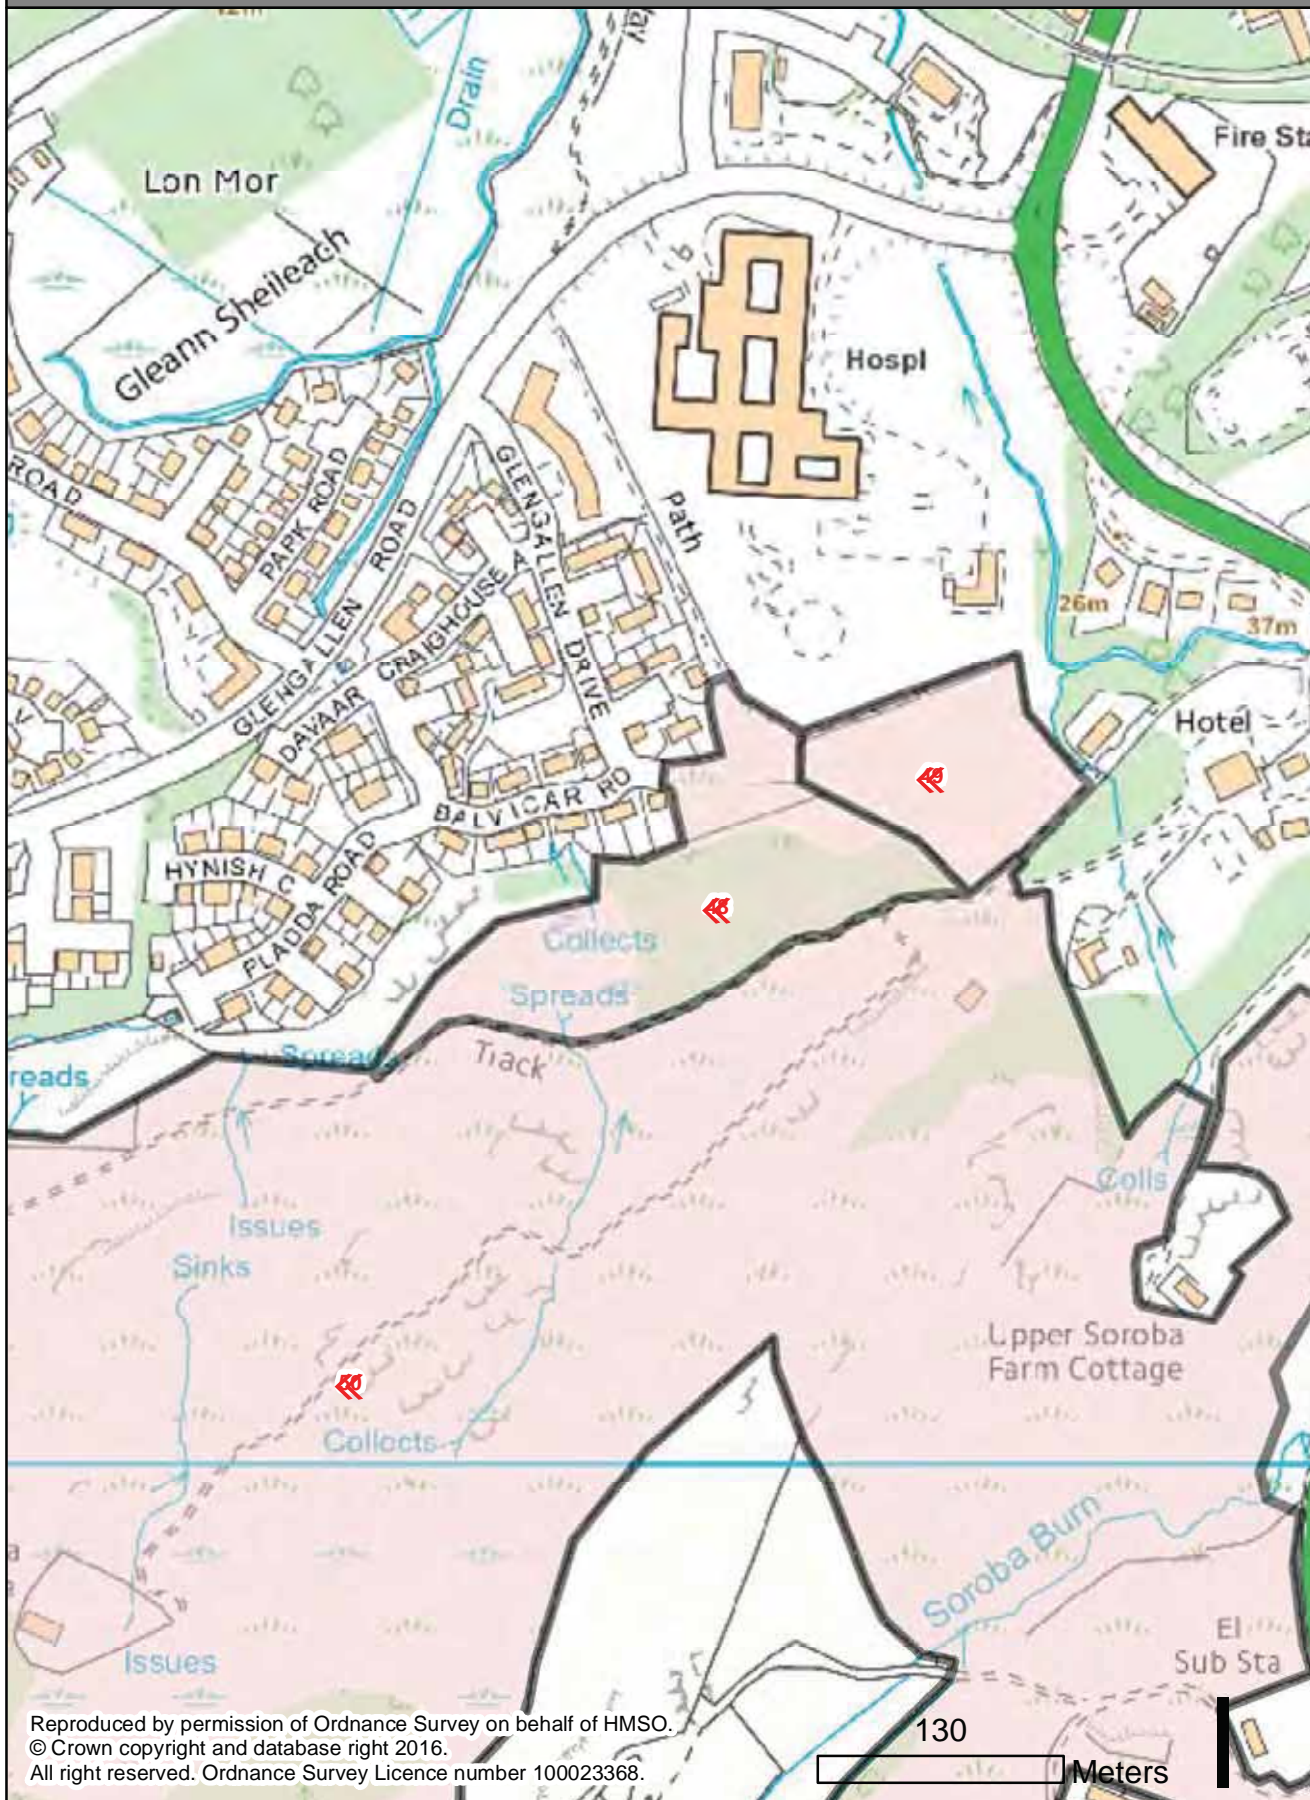 Drain
Lon Mor
Gleann Sheileach
Fire Sta
Hospl
ROAD
PARK ROAD
GLENGALLEN ROAD
GLENGALLEN DRIVE
Path
CRAIGHOUSE A
DAVAAR
26m
37m
Hotel
BALVICAR RD
HYNISH C
PLADDA ROAD
49
48
Collects
Spreads
Track
Spreads
reads
Issues
Sinks
Colls
Upper Soroba
Farm Cottage
50
Collects
Soroba Burn
El
Sub Sta
Issues
Reproduced by permission of Ordnance Survey on behalf of HMSO.
© Crown copyright and database right 2016.
All right reserved. Ordnance Survey Licence number 100023368.
130
Meters